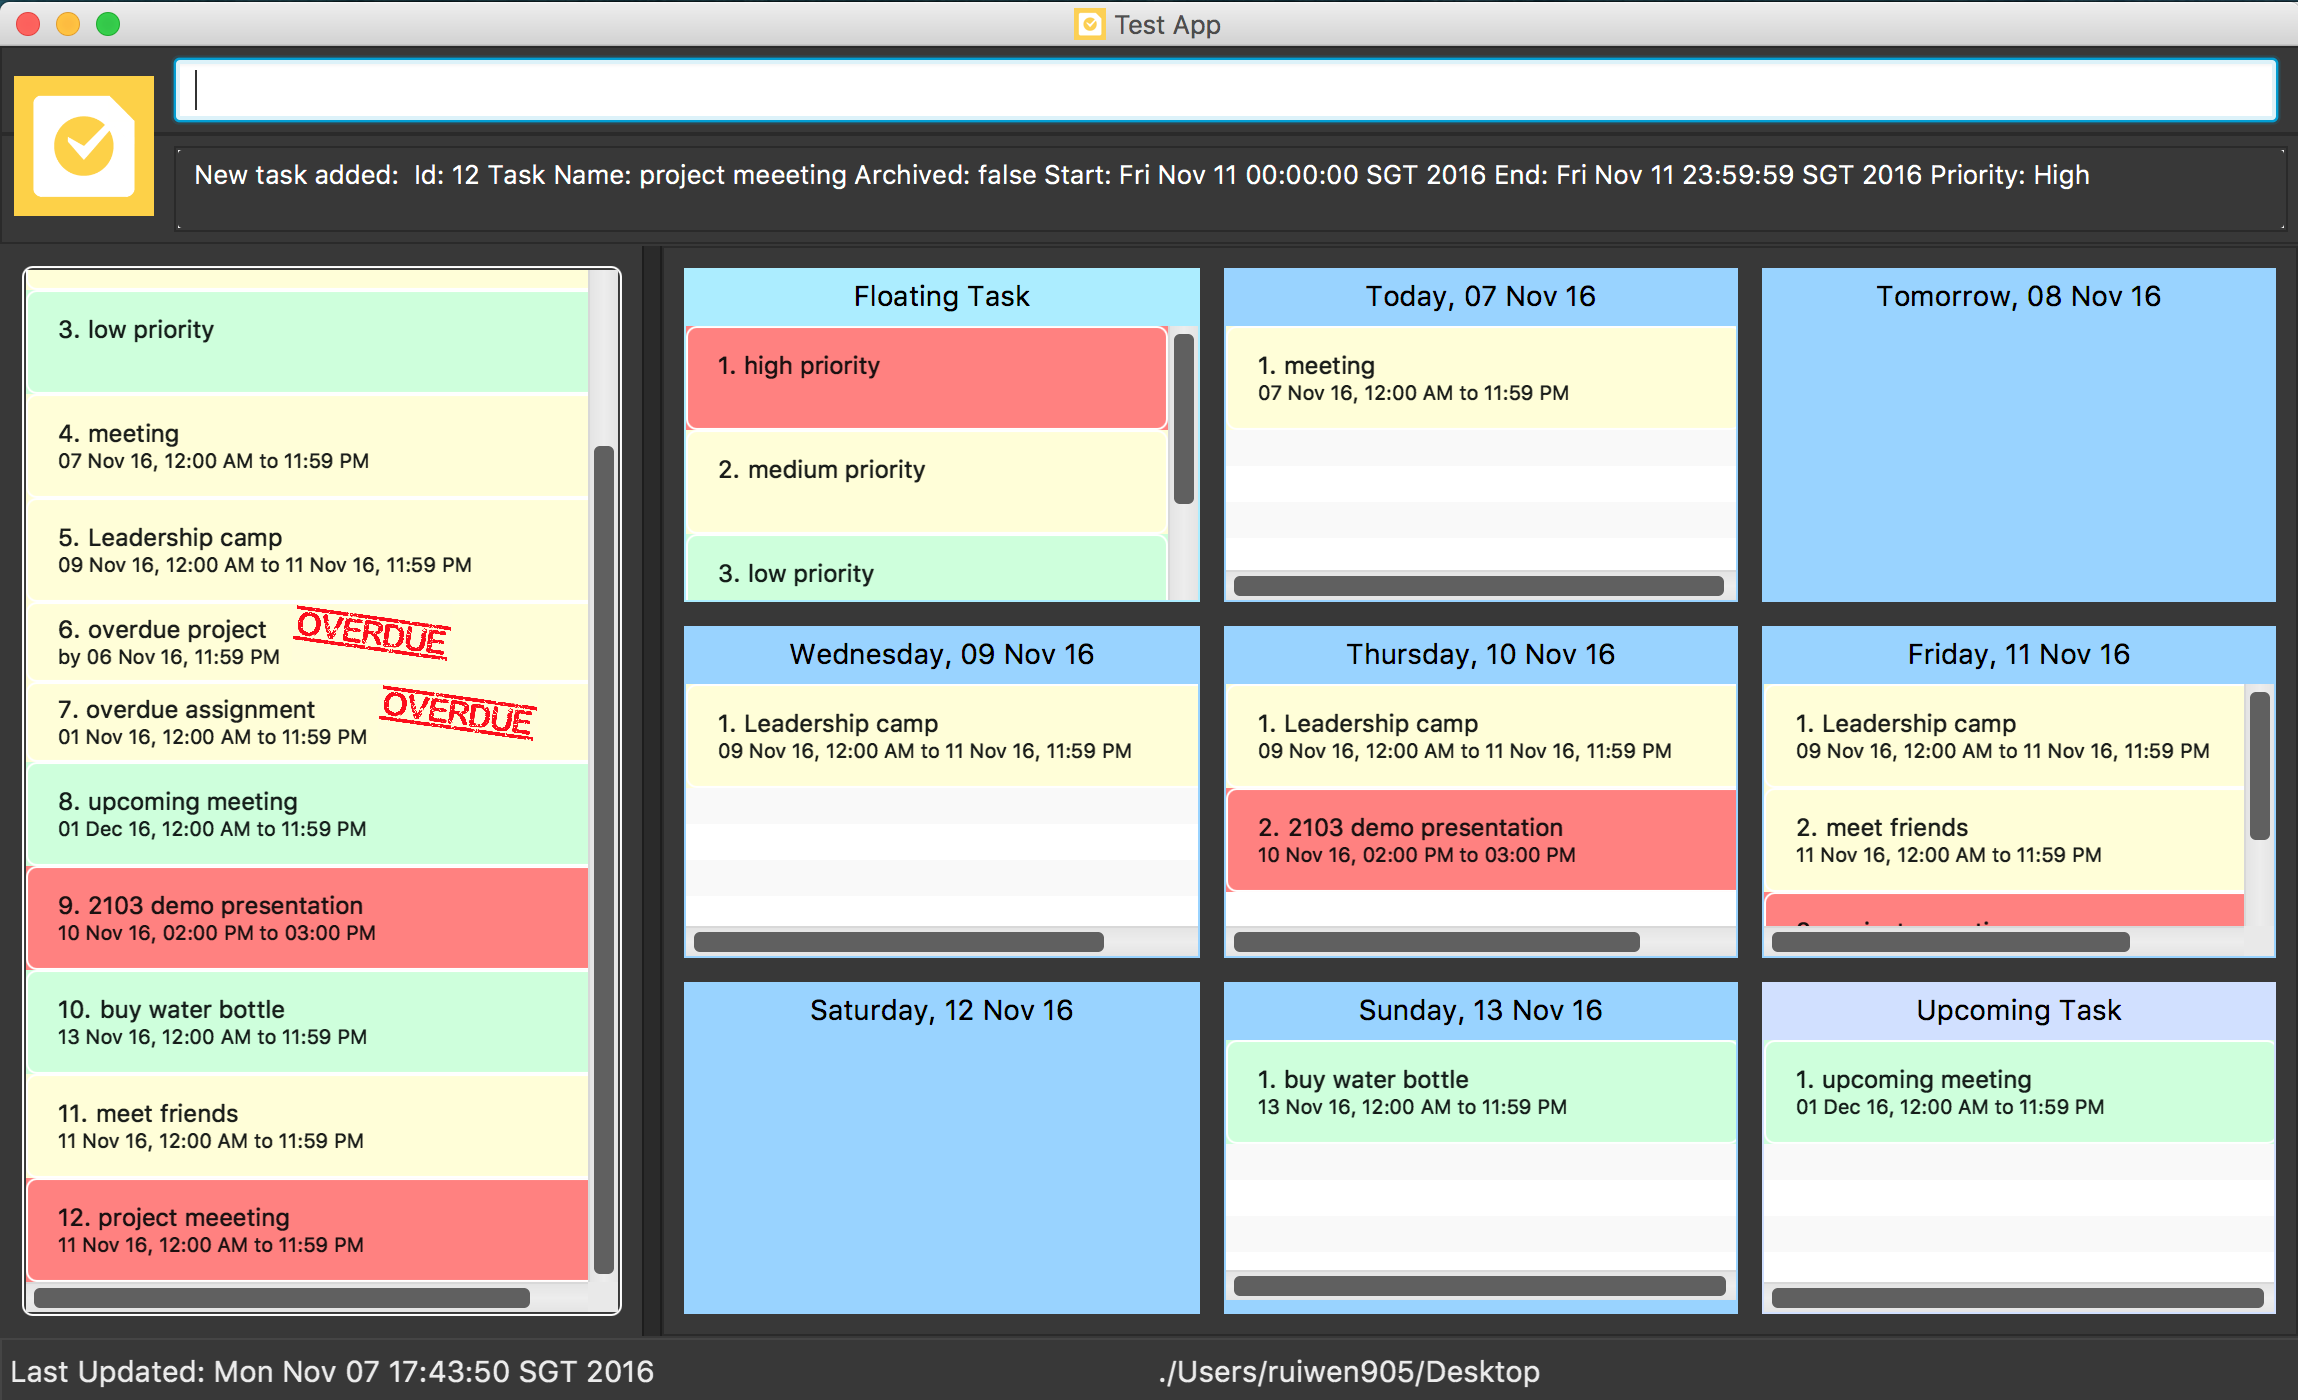 Test App
New task added:  Id: 12 Task Name: project meeeting Archived: false Start: Fri Nov 11 00:00:00 SGT 2016 End: Fri Nov 11 23:59:59 SGT 2016 Priority: High
3. low priority
4. meeting
07 Nov 16, 12:00 AM to 11:59 PM
5. Leadership camp
09 Nov 16, 12:00 AM to 11 Nov 16, 11:59 PM
6. overdue project
OVERDUE
by 06 Nov 16, 11:59 PM
7. overdue assignment
OVERDUE
01 Nov 16, 12:00 AM to 11:59 PM
8. upcoming meeting
01 Dec 16, 12:00 AM to 11:59 PM
9. 2103 demo presentation
10 Nov 16, 02:00 PM to 03:00 PM
10. buy water bottle
13 Nov 16, 12:00 AM to 11:59 PM
11. meet friends
11 Nov 16, 12:00 AM to 11:59 PM
12. project meeeting
11 Nov 16, 12:00 AM to 11:59 PM
Floating Task
1. high priority
2. medium priority
3. low priority
Today, 07 Nov 16
1. meeting
07 Nov 16, 12:00 AM to 11:59 PM
Tomorrow, 08 Nov 16
Wednesday, 09 Nov 16
1. Leadership camp
09 Nov 16, 12:00 AM to 11 Nov 16, 11:59 PM
Thursday, 10 Nov 16
1. Leadership camp
09 Nov 16, 12:00 AM to 11 Nov 16, 11:59 PM
2. 2103 demo presentation
10 Nov 16, 02:00 PM to 03:00 PM
Friday, 11 Nov 16
1. Leadership camp
09 Nov 16, 12:00 AM to 11 Nov 16, 11:59 PM
2. meet friends
11 Nov 16, 12:00 AM to 11:59 PM
Saturday, 12 Nov 16
Sunday, 13 Nov 16
1. buy water bottle
13 Nov 16, 12:00 AM to 11:59 PM
Upcoming Task
1. upcoming meeting
01 Dec 16, 12:00 AM to 11:59 PM
Last Updated: Mon Nov 07 17:43:50 SGT 2016
./Users/ruiwen905/Desktop